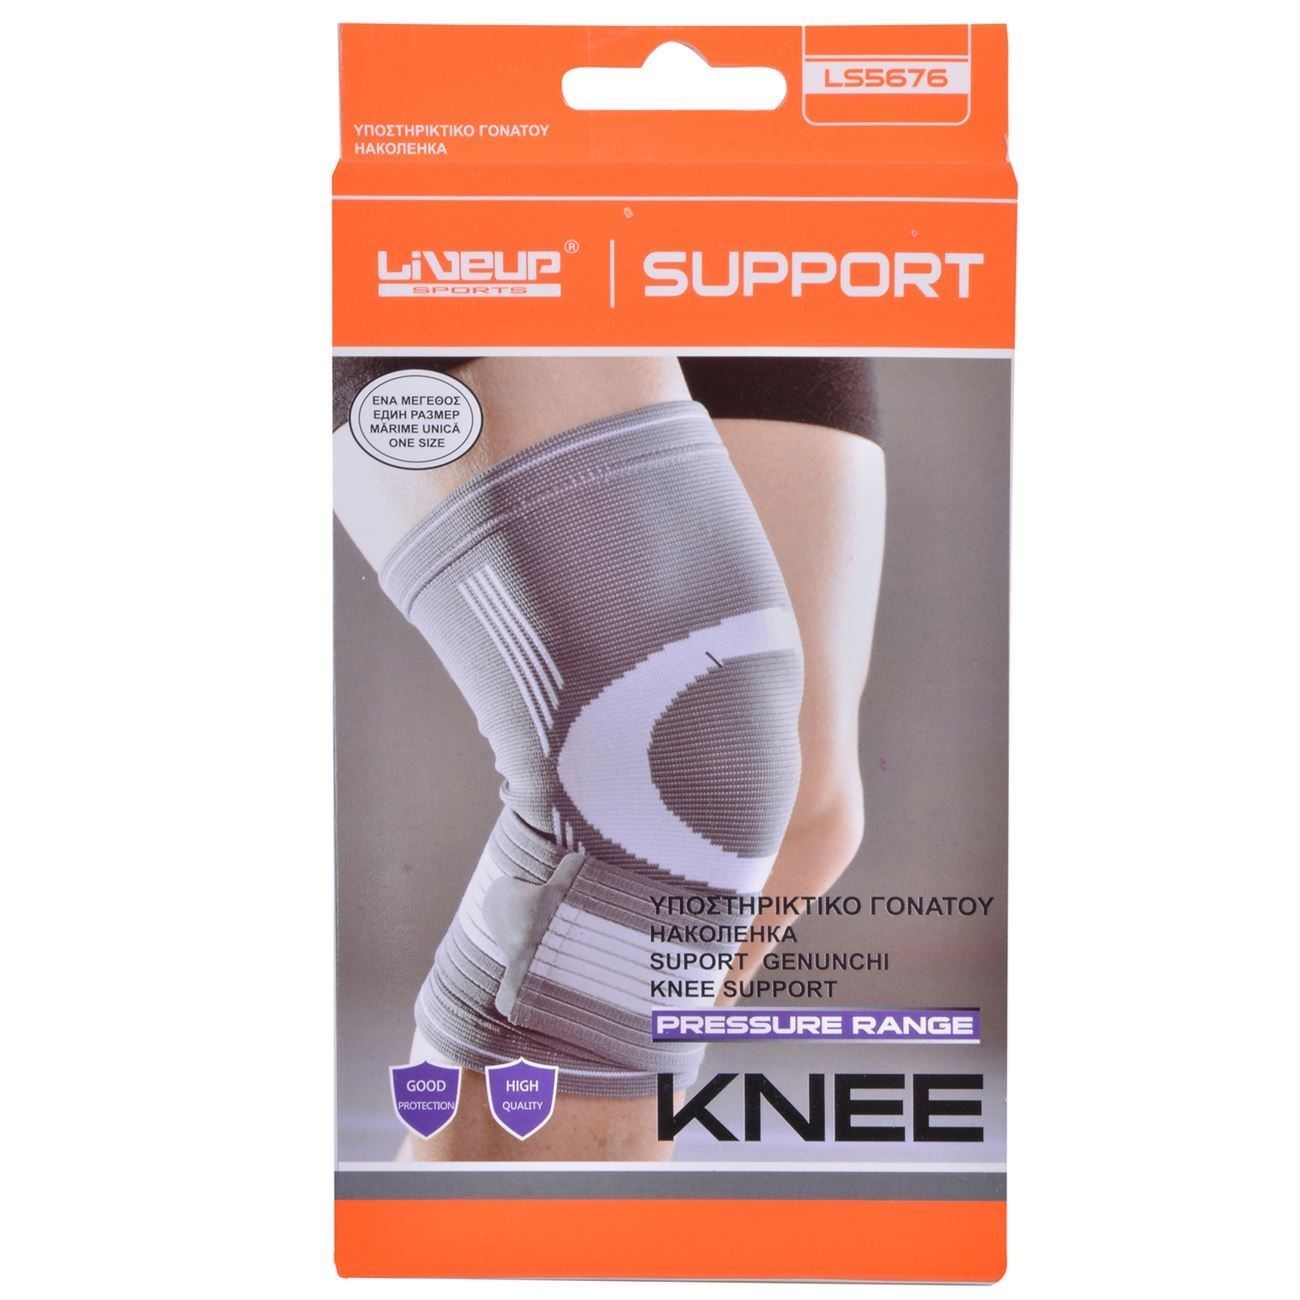 LS5676
ΥΠΟΣΤΗΡΙΚΤΙΚΟ ΓΟΝΑΤΟΥ
НАКОЛЕНКА
LiveUP®
SPORTS
SUPPORT
ΕΝΑ ΜΕΓΕΘΟΣ
ЕДИН РАЗМЕР
MĂRIME UNICĂ
ONE SIZE
ΥΠΟΣΤΗΡΙΚΤΙΚΟ ΓΟΝΑΤΟΥ
НАКОЛЕНКА
SUPORT GENUNCHI
KNEE SUPPORT
PRESSURE RANGE
KNEE
GOOD
PROTECTION
HIGH
QUALITY